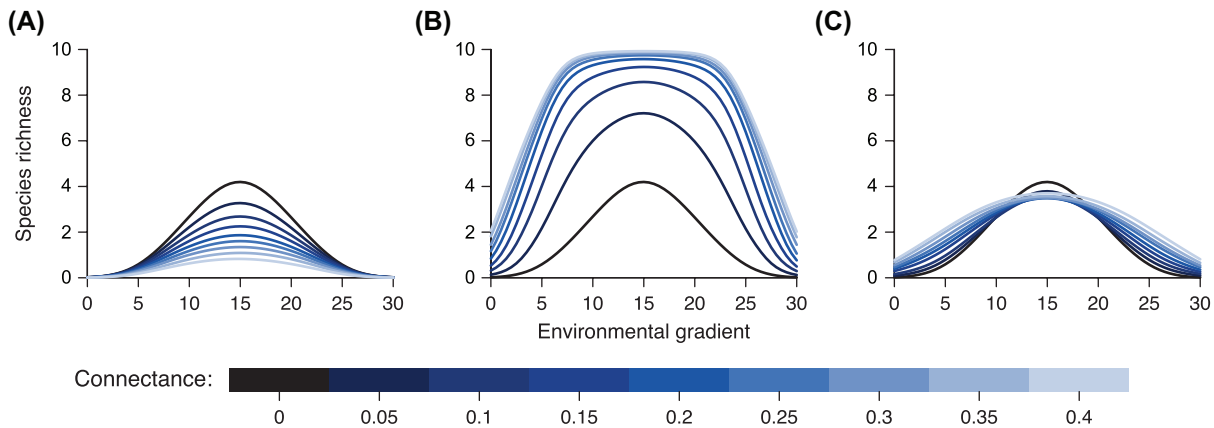 (A) (B) (C)
Species richness
10 10 10
8 8 8
6 6 6
4 4 4
2 2 2
0 0 0
0 5 10 15 20 25 30 0 5 10 15 20 25 30 0 5 10 15 20 25 30
Environmental gradient
Connectance:
0 0.05 0.1 0.15 0.2 0.25 0.3 0.35 0.4